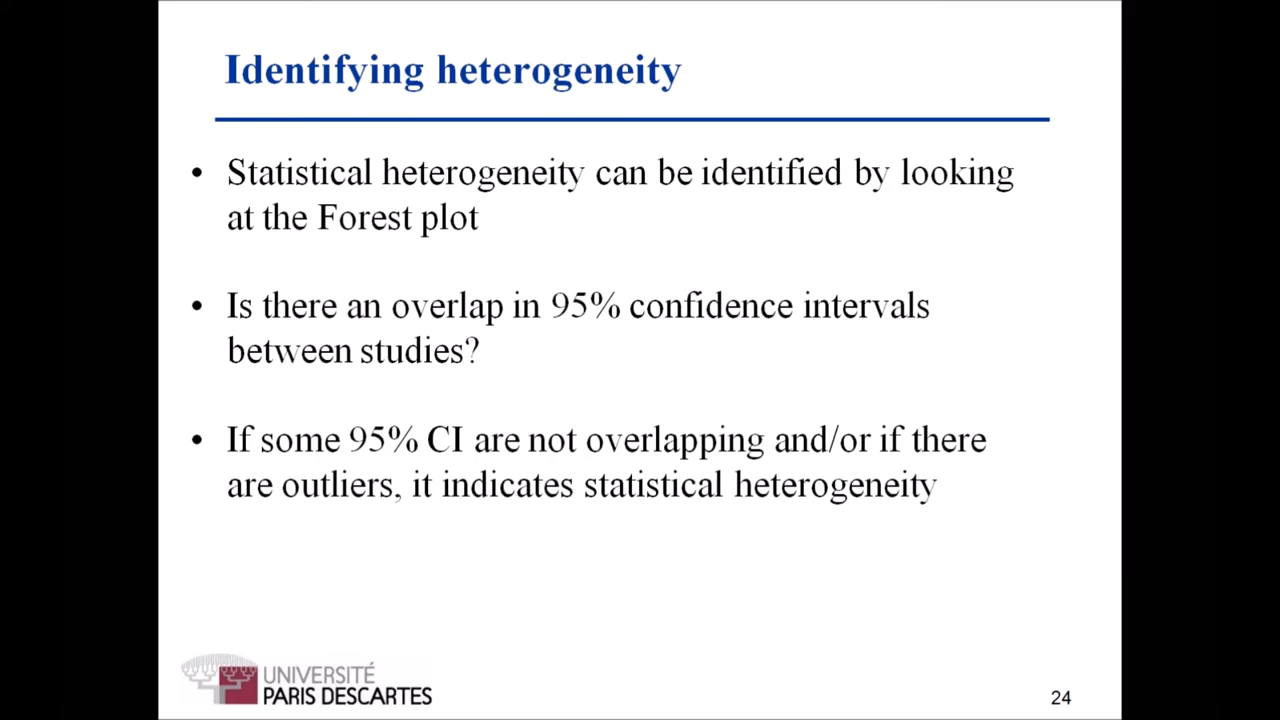 Identifying heterogeneity
• Statistical heterogeneity can be identified by looking
at the Forest plot
• Is there an overlap in 95% confidence intervals
between studies?
• If some 95% CI are not overlapping and/or if there
are outliers, it indicates statistical heterogeneity
UNIVERSITÉ
PARIS DESCARTES
24